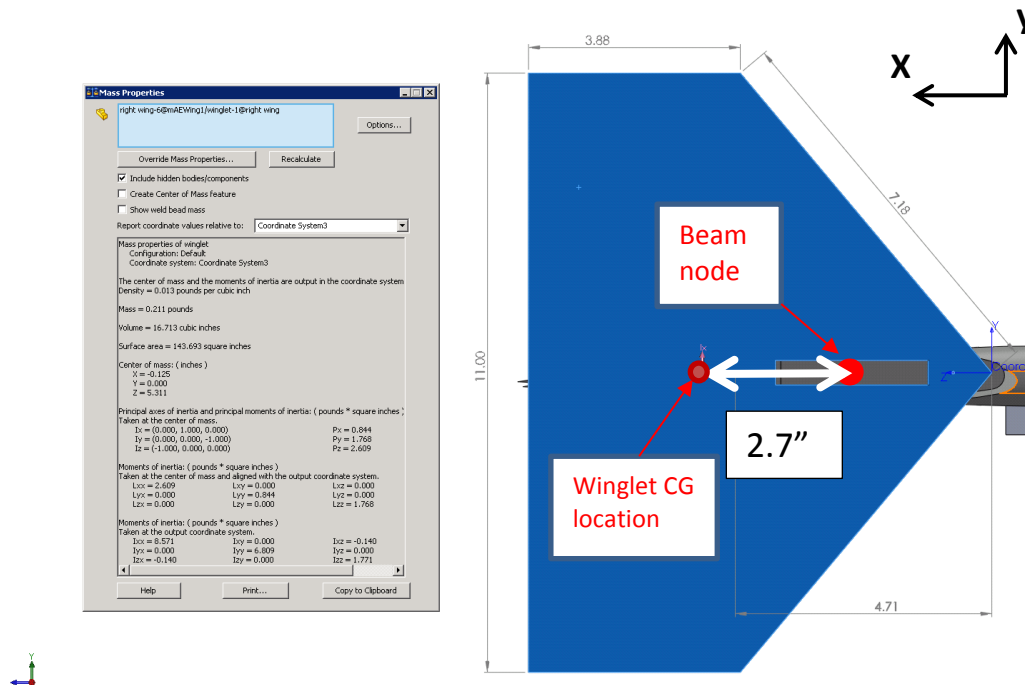 Mass Properties
right wing-6@mAEWing1/winglet-1@right wing
Options...
Override Mass Properties...
Recalculate
Include hidden bodies/components
Create Center of Mass feature
Show weld bead mass
Report coordinate values relative to:
Coordinate System3
Mass properties of winglet
Configuration: Default
Coordinate system: Coordinate System3
The center of mass and the moments of inertia are output in the coordinate system
Density = 0.013 pounds per cubic inch
Mass = 0.211 pounds
Volume = 16.713 cubic inches
Surface area = 143.693 square inches
Center of mass: ( inches )
X = -0.125
Y = 0.000
Z = 5.311
Principal axes of inertia and principal moments of inertia: ( pounds * square inches )
Taken at the center of mass.
Ix = (0.000, 1.000, 0.000) Px = 0.844
Iy = (0.000, 0.000, -1.000) Py = 1.768
Iz = (-1.000, 0.000, 0.000) Pz = 2.609
Moments of inertia: ( pounds * square inches )
Taken at the center of mass and aligned with the output coordinate system.
Lxx = 2.609 Lxy = 0.000 Lxz = 0.000
Lyx = 0.000 Lyy = 0.844 Lyz = 0.000
Lzx = 0.000 Lzy = 0.000 Lzz = 1.768
Moments of inertia: ( pounds * square inches )
Taken at the output coordinate system.
Ixx = 8.571 Ixy = 0.000 Ixz = -0.140
Iyx = 0.000 Iyy = 6.809 Iyz = 0.000
Izx = -0.140 Izy = 0.000 Izz = 1.771
Help
Print...
Copy to Clipboard
3.88
Y
X
7.18
Beam
node
11.00
Y
Z
Coord
2.7”
Winglet CG
location
4.71
Y